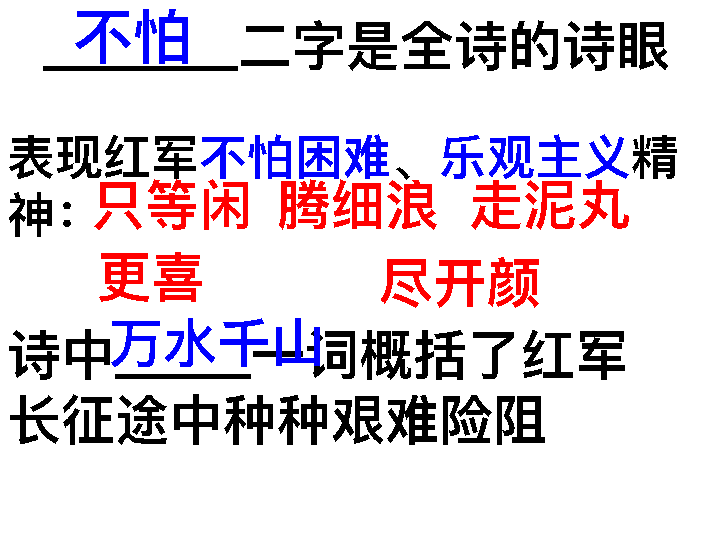 不怕二字是全诗的诗眼
表现红军不怕困难、乐观主义精
神：只等闲 腾细浪 走泥丸
更喜 尽开颜
诗中万水千山一词概括了红军
长征途中种种艰难险阻